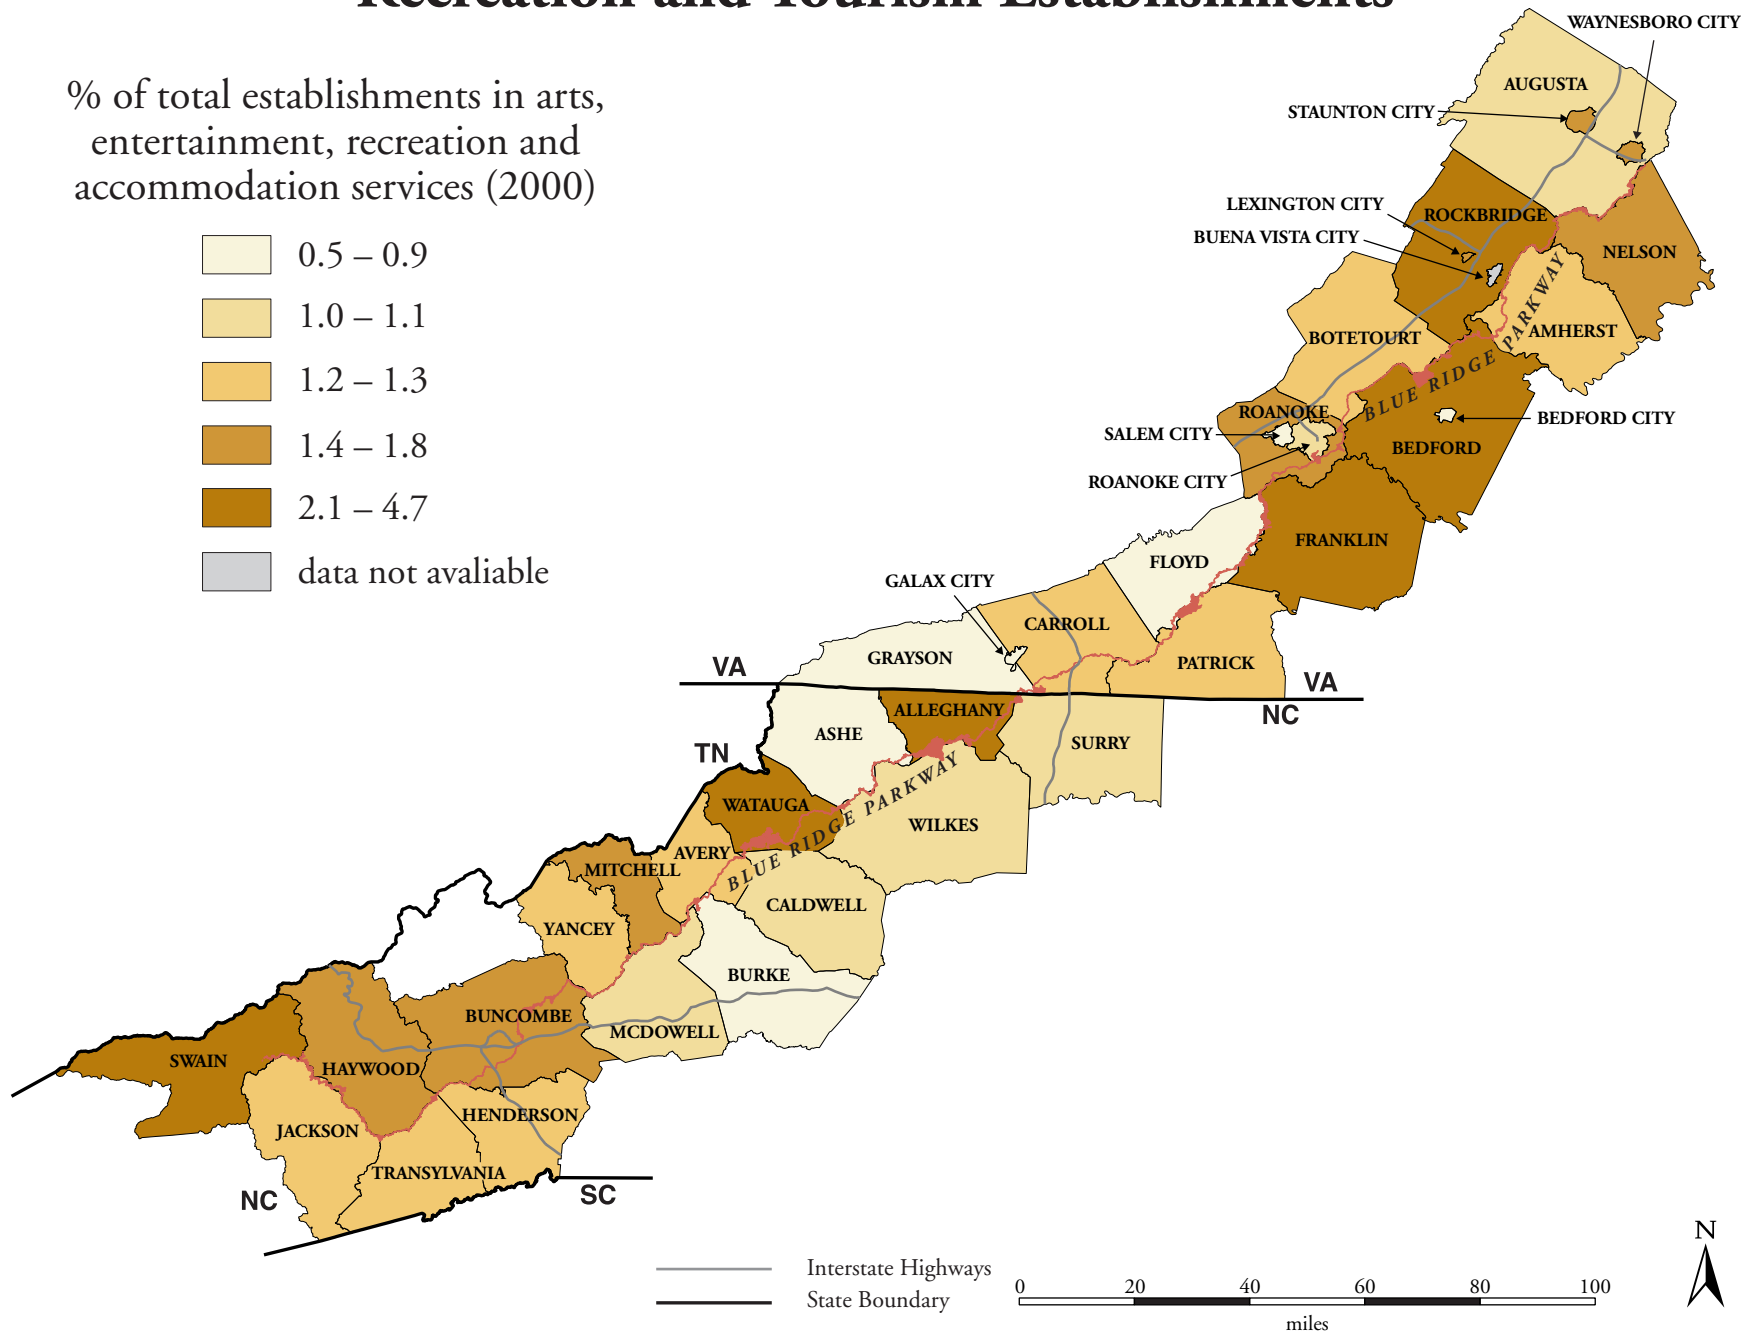 Recreation and Tourism Establishments
% of total establishments in arts,
entertainment, recreation and
accommodation services (2000)
0.5 – 0.9
1.0 – 1.1
1.2 – 1.3
1.4 – 1.8
2.1 – 4.7
data not avaliable
WAYNESBORO CITY
AUGUSTA
STAUNTON CITY
LEXINGTON CITY
ROCKBRIDGE
BUENA VISTA CITY
NELSON
BLUE RIDGE PARKWAY
AMHERST
BOTETOURT
ROANOKE
SALEM CITY
BEDFORD CITY
BEDFORD
ROANOKE CITY
FRANKLIN
FLOYD
GALAX CITY
CARROLL
GRAYSON
PATRICK
VA
VA
NC
ALLEGHANY
ASHE
SURRY
TN
WATAUGA
BLUE RIDGE PARKWAY
WILKES
AVERY
MITCHELL
CALDWELL
YANCEY
BURKE
BUNCOMBE
MCDOWELL
SWAIN
HAYWOOD
HENDERSON
JACKSON
TRANSYLVANIA
NC
SC
N
Interstate Highways
State Boundary
0 20 40 60 80 100
miles